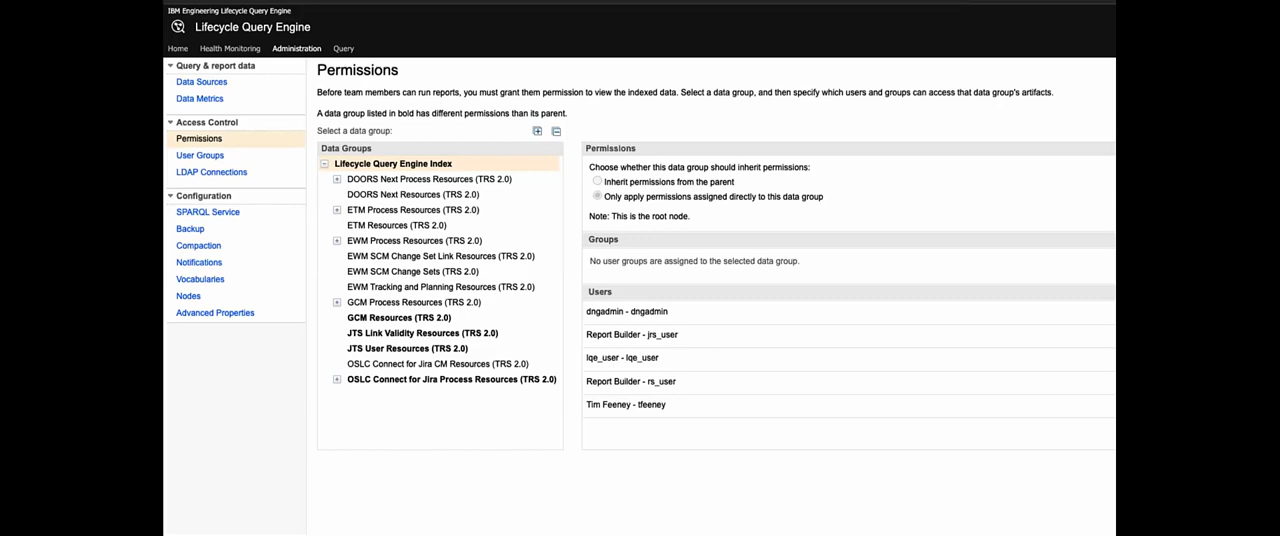 IBM Engineering Lifecycle Query Engine
Lifecycle Query Engine
Home Health Monitoring Administration Query
Query & report data
Data Sources
Data Metrics
Access Control
Permissions
User Groups
LDAP Connections
Configuration
SPARQL Service
Backup
Compaction
Notifications
Vocabularies
Nodes
Advanced Properties
Permissions
Before team members can run reports, you must grant them permission to view the indexed data. Select a data group, and then specify which users and groups can access that data group's artifacts.
A data group listed in bold has different permissions than its parent.
Select a data group:
Data Groups
Lifecycle Query Engine Index
DOORS Next Process Resources (TRS 2.0)
DOORS Next Resources (TRS 2.0)
ETM Process Resources (TRS 2.0)
ETM Resources (TRS 2.0)
EWM Process Resources (TRS 2.0)
EWM SCM Change Set Link Resources (TRS 2.0)
EWM SCM Change Sets (TRS 2.0)
EWM Tracking and Planning Resources (TRS 2.0)
GCM Process Resources (TRS 2.0)
GCM Resources (TRS 2.0)
JTS Link Validity Resources (TRS 2.0)
JTS User Resources (TRS 2.0)
OSLC Connect for Jira CM Resources (TRS 2.0)
OSLC Connect for Jira Process Resources (TRS 2.0)
Permissions
Choose whether this data group should inherit permissions:
Inherit permissions from the parent
Only apply permissions assigned directly to this data group
Note: This is the root node.
Groups
No user groups are assigned to the selected data group.
Users
dngadmin - dngadmin
Report Builder - jrs_user
lqe_user - lqe_user
Report Builder - rs_user
Tim Feeney - tfeeney